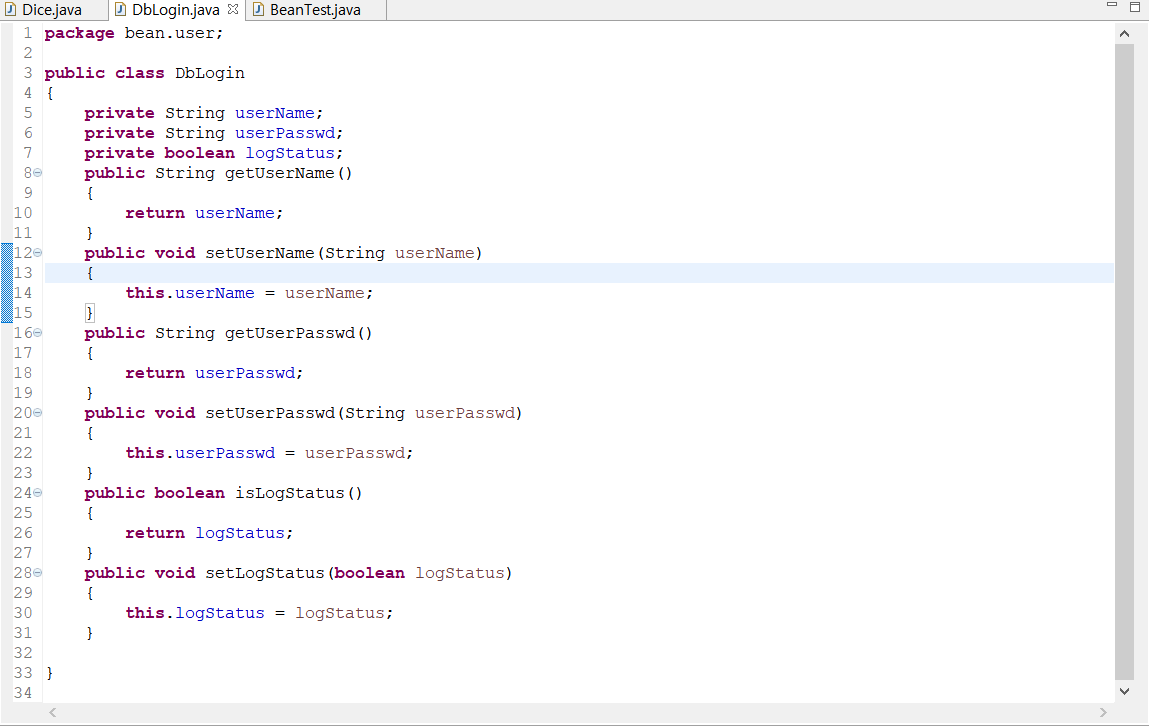 Dice.java DbLogin.java BeanTest.java
1 package bean.user;
2
3 public class DbLogin
4 {
5     private String userName;
6     private String userPasswd;
7     private boolean logStatus;
8     public String getUserName()
9     {
10         return userName;
11     }
12     public void setUserName(String userName)
13     {
14         this.userName = userName;
15     }
16     public String getUserPasswd()
17     {
18         return userPasswd;
19     }
20     public void setUserPasswd(String userPasswd)
21     {
22         this.userPasswd = userPasswd;
23     }
24     public boolean isLogStatus()
25     {
26         return logStatus;
27     }
28     public void setLogStatus(boolean logStatus)
29     {
30         this.logStatus = logStatus;
31     }
32
33 }
34